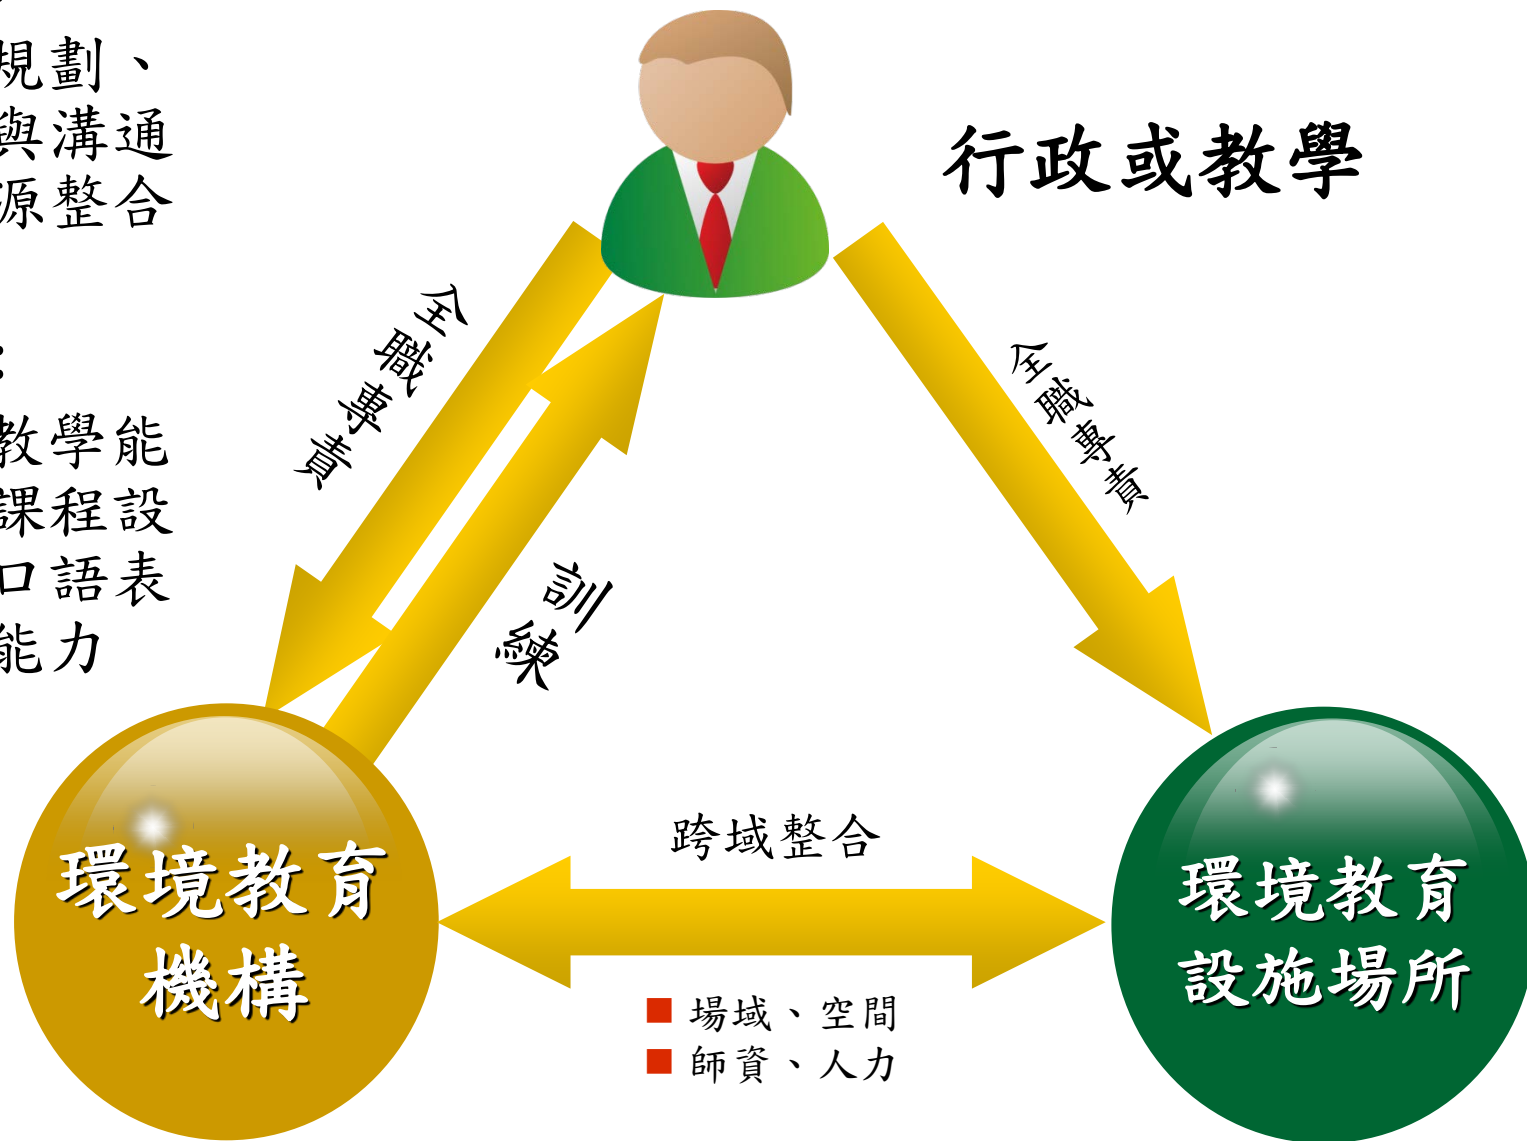 規劃、
與溝通
源整合
:
教學能
課程設
口語表
能力
行政或教學
全職專責
訓練
全職專責
環境教育
機構
跨域整合
場域、空間
師資、人力
環境教育
設施場所